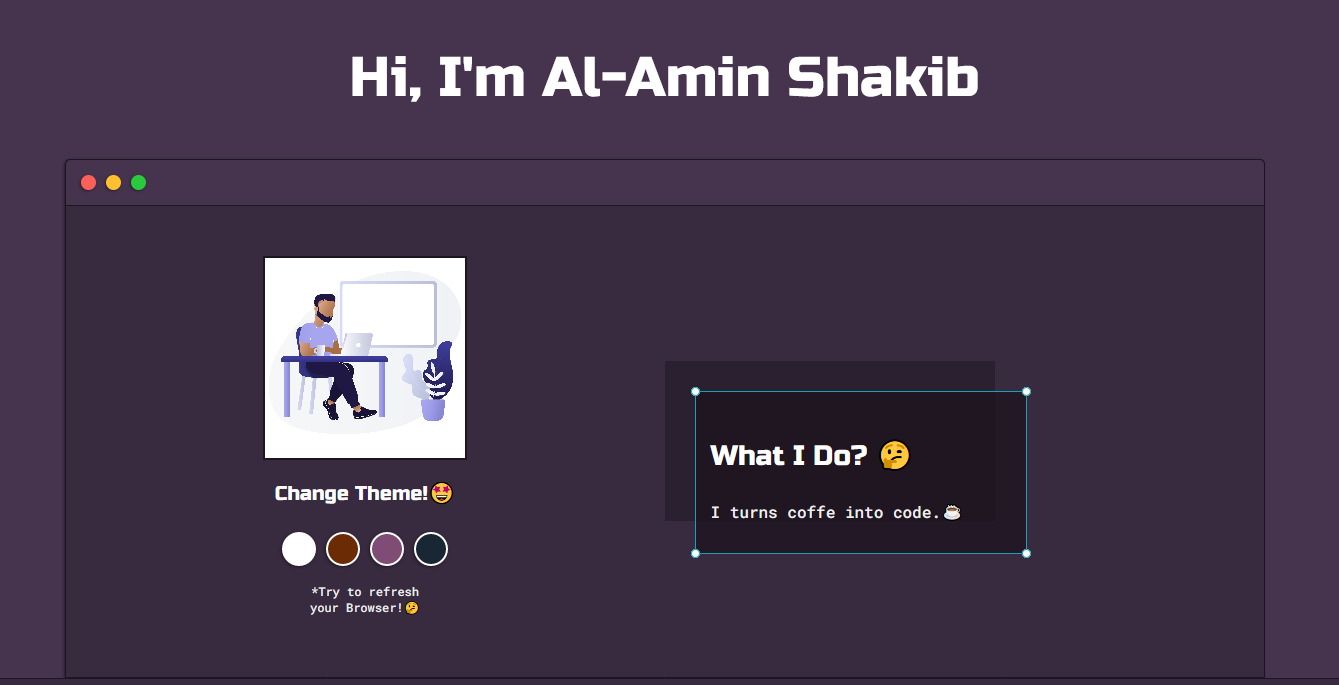 Hi, I'm Al-Amin Shakib
Change Theme!🤩
*Try to refresh
your Browser!🤔
What I Do? 🤔
I turns coffe into code.☕